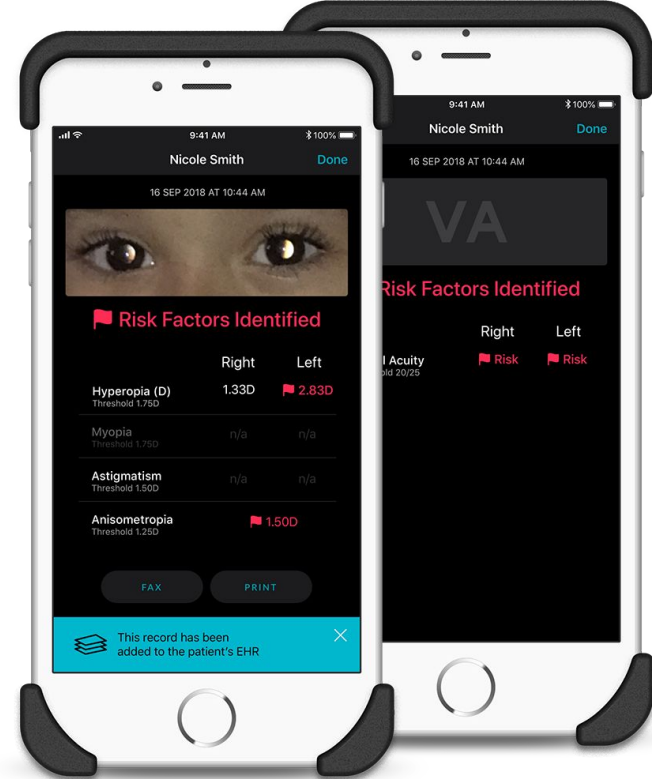 9:41 AM
100%
Nicole Smith
Done
16 SEP 2018 AT 10:44 AM
Risk Factors Identified
Right Left
Hyperopia (D) 1.33D 2.83D
Threshold 1.75D
Myopia n/a n/a
Threshold 1.75D
Astigmatism n/a n/a
Threshold 1.50D
Anisometropia 1.50D
Threshold 1.25D
FAX PRINT
This record has been
added to the patient's EHR
9:41 AM
100%
Nicole Smith
Done
16 SEP 2018 AT 10:44 AM
VA
Risk Factors Identified
Right Left
Acuity Risk Risk
20/25